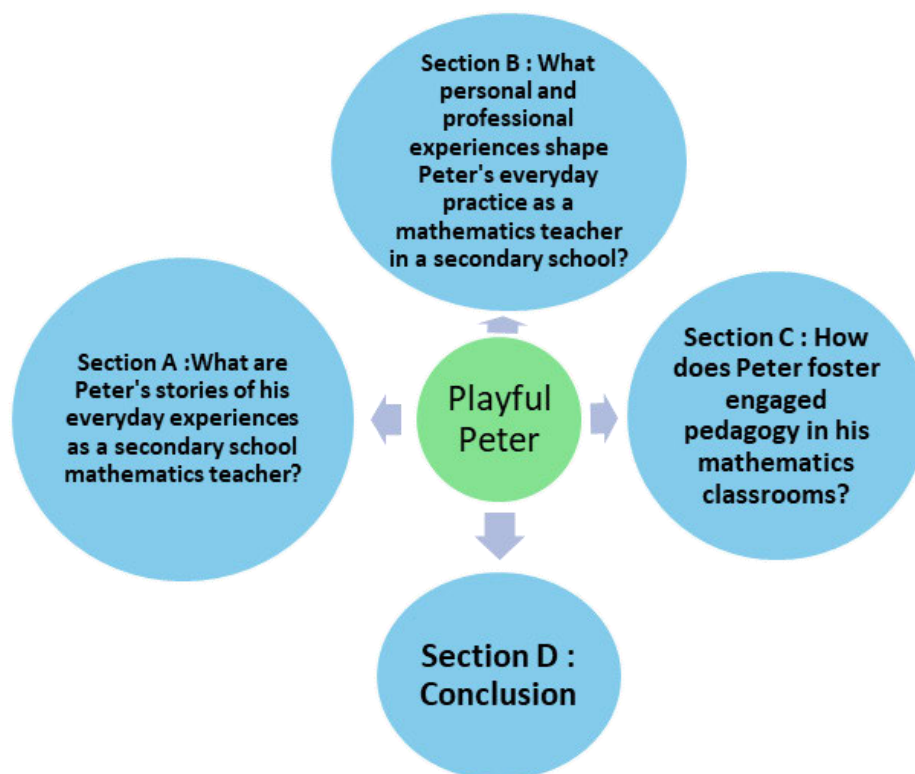 Section B : What
personal and
professional
experiences shape
Peter's everyday
practice as a
mathematics teacher
in a secondary school?
Section A :What are
Peter's stories of his
everyday experiences
as a secondary school
mathematics teacher?
Playful
Peter
Section C : How
does Peter foster
engaged
pedagogy in his
mathematics
classrooms?
Section D :
Conclusion